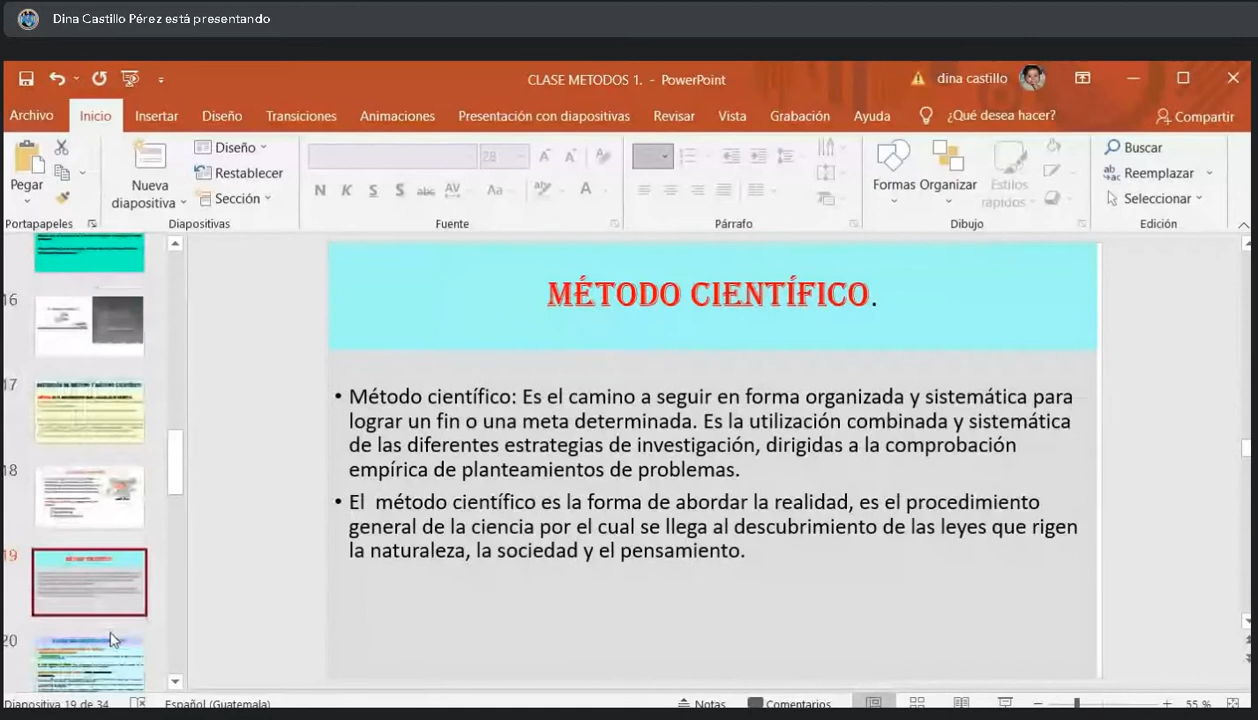 Dina Castillo Pérez está presentando
CLASE METODOS 1. - PowerPoint
dina castillo
Archivo Inicio Insertar Diseño Transiciones Animaciones Presentación con diapositivas Revisar Vista Grabación Ayuda ¿Qué desea hacer? Compartir
Pegar
Nueva
diapositiva
Diseño
Restablecer
Sección
28
N K S S abc AV Aa A
Formas Organizar Estilos
rápidos
Buscar
Reemplazar
Seleccionar
Portapapeles Diapositivas Fuente Párrafo Dibujo Edición
16
17
18
19
20
MÉTODO CIENTÍFICO.
• Método científico: Es el camino a seguir en forma organizada y sistemática para
lograr un fin o una meta determinada. Es la utilización combinada y sistemática
de las diferentes estrategias de investigación, dirigidas a la comprobación
empírica de planteamientos de problemas.
• El método científico es la forma de abordar la realidad, es el procedimiento
general de la ciencia por el cual se llega al descubrimiento de las leyes que rigen
la naturaleza, la sociedad y el pensamiento.
Diapositiva 19 de 34 Español (Guatemala) Notas Comentarios 55 %